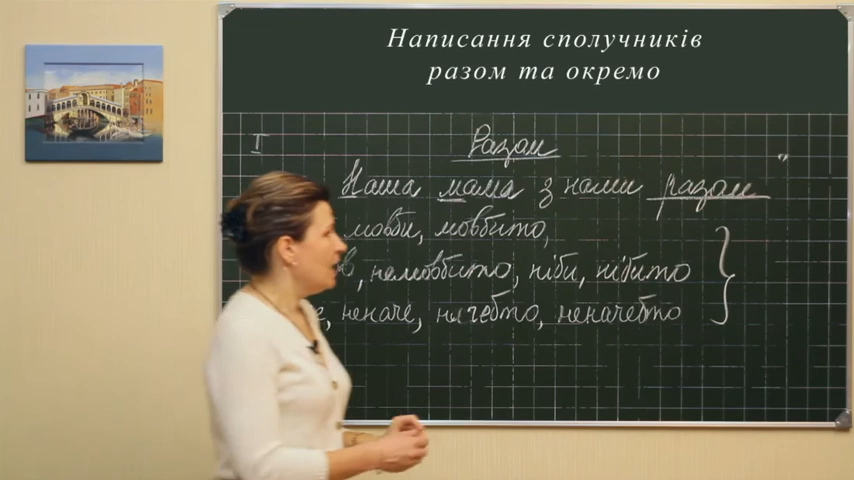 Написання сполучників
разом та окремо
I Разом
Наша мама з нами разом
мовби, мовбито,
в, немовбито, ніби, нібито
е, неначе, начебто, неначебто